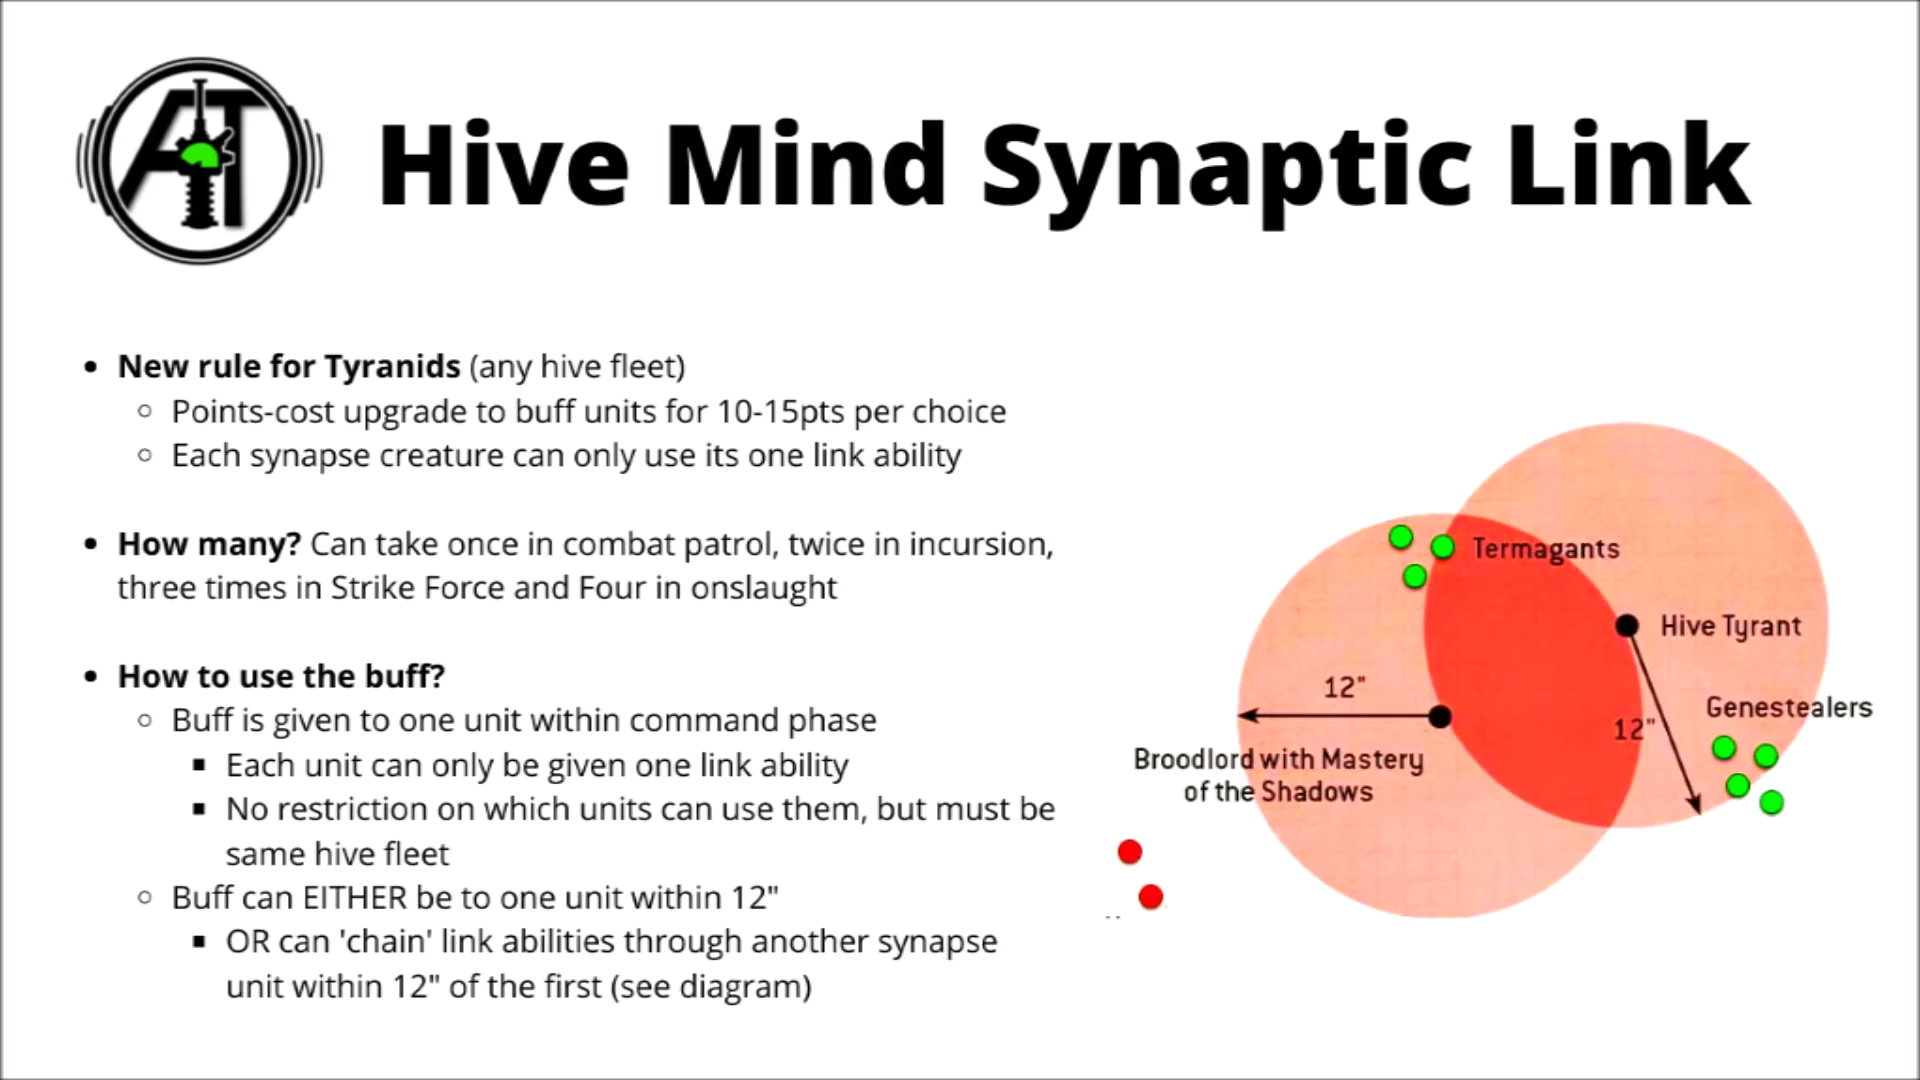 AT
Hive Mind Synaptic Link
• New rule for Tyranids (any hive fleet)
○ Points-cost upgrade to buff units for 10-15pts per choice
○ Each synapse creature can only use its one link ability
• How many? Can take once in combat patrol, twice in incursion,
three times in Strike Force and Four in onslaught
• How to use the buff?
○ Buff is given to one unit within command phase
▪ Each unit can only be given one link ability
▪ No restriction on which units can use them, but must be
same hive fleet
○ Buff can EITHER be to one unit within 12"
▪ OR can 'chain' link abilities through another synapse
unit within 12" of the first (see diagram)
Termagants
Hive Tyrant
12"
Genestealers
12"
Broodlord with Mastery
of the Shadows